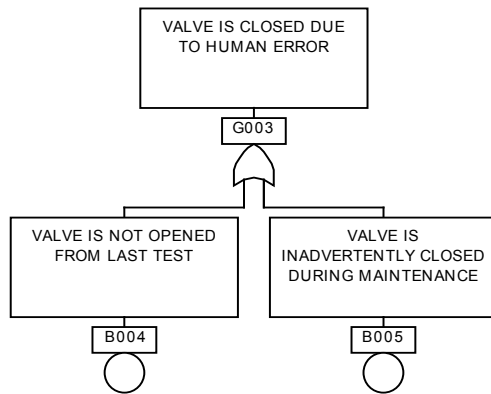 VALVE IS CLOSED DUE
TO HUMAN ERROR
G003
VALVE IS NOT OPENED
FROM LAST TEST
B004
VALVE IS
INADVERTENTLY CLOSED
DURING MAINTENANCE
B005